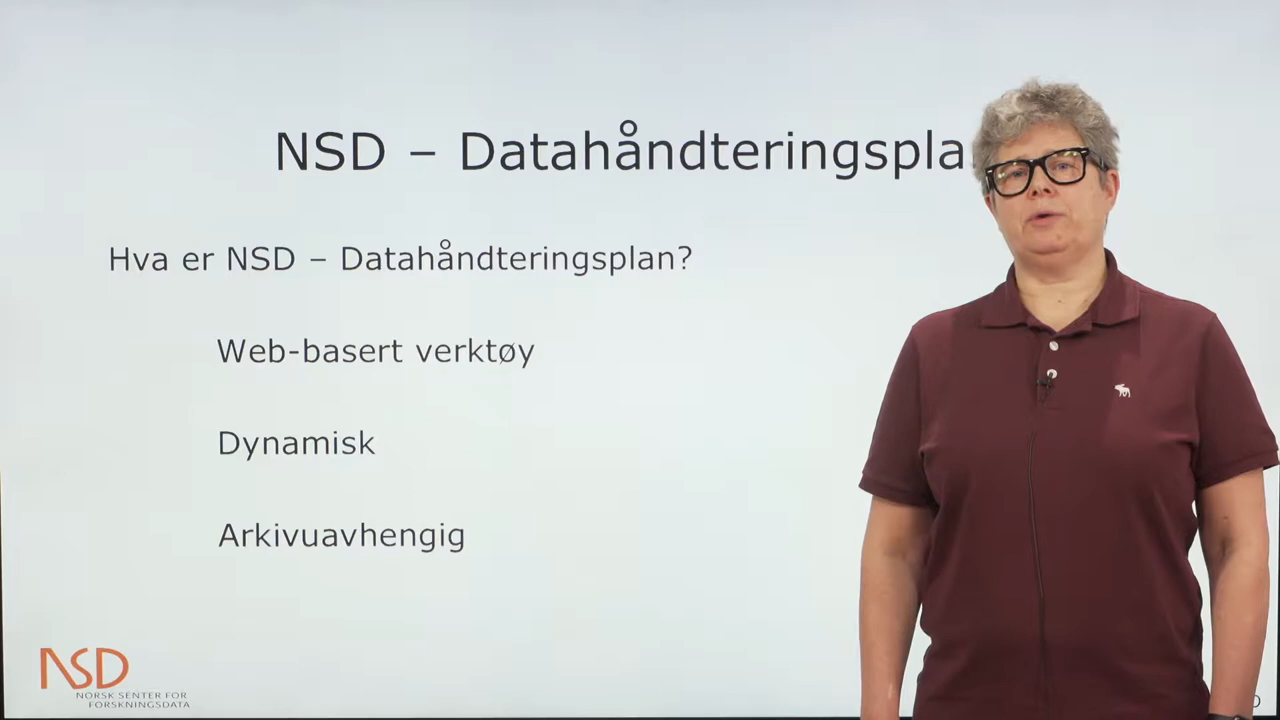 NSD – Datahåndteringspla
Hva er NSD – Datahåndteringsplan?
Web-basert verktøy
Dynamisk
Arkivuavhengig
NSD
NORSK SENTER FOR
FORSKNINGSDATA